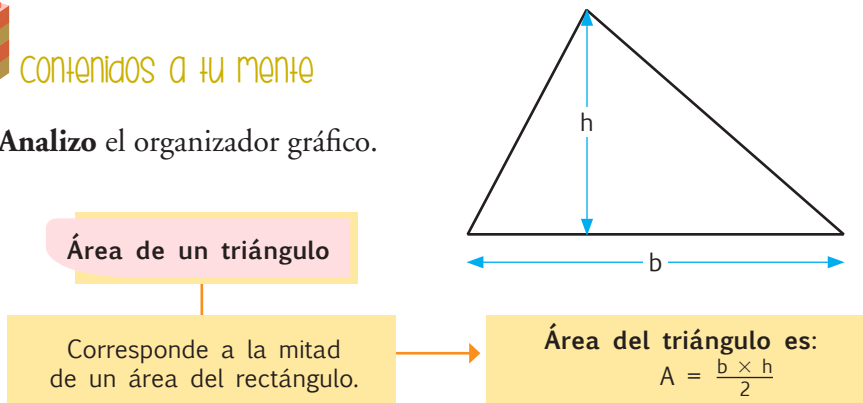 Contenidos a tu mente
Analizo el organizador gráfico.
h
b
Área de un triángulo
Corresponde a la mitad
de un área del rectángulo.
Área del triángulo es:
A = \frac{b × h}{2}